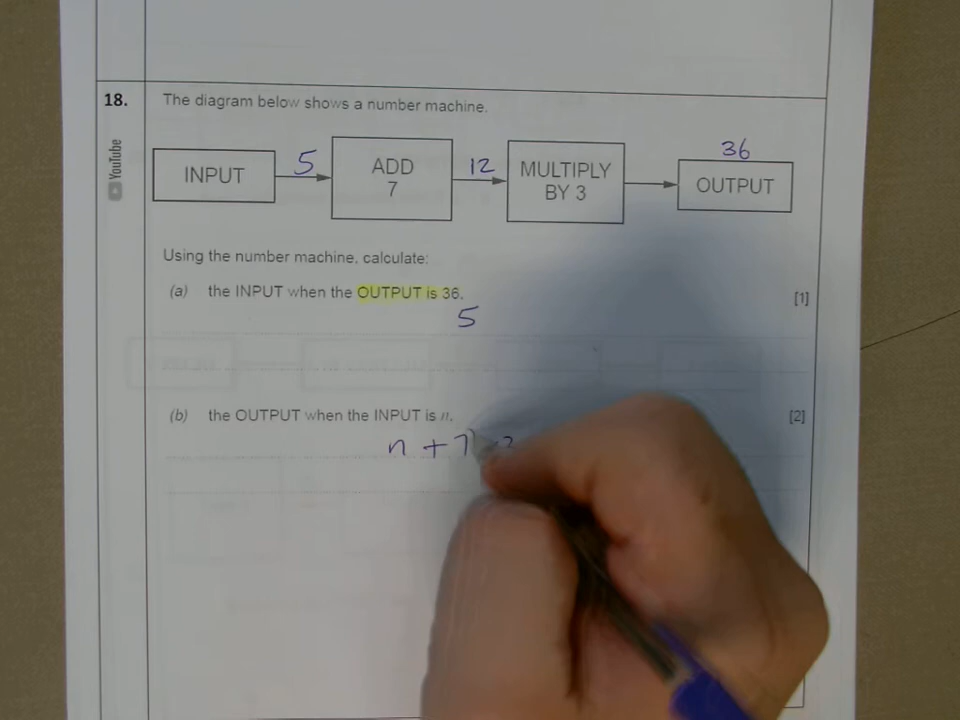 18. The diagram below shows a number machine.
YouTube
INPUT 5 ADD 7 12 MULTIPLY BY 3 36 OUTPUT
Using the number machine, calculate:
(a) the INPUT when the OUTPUT is 36. [1]
5
(b) the OUTPUT when the INPUT is n. [2]
n + 7)